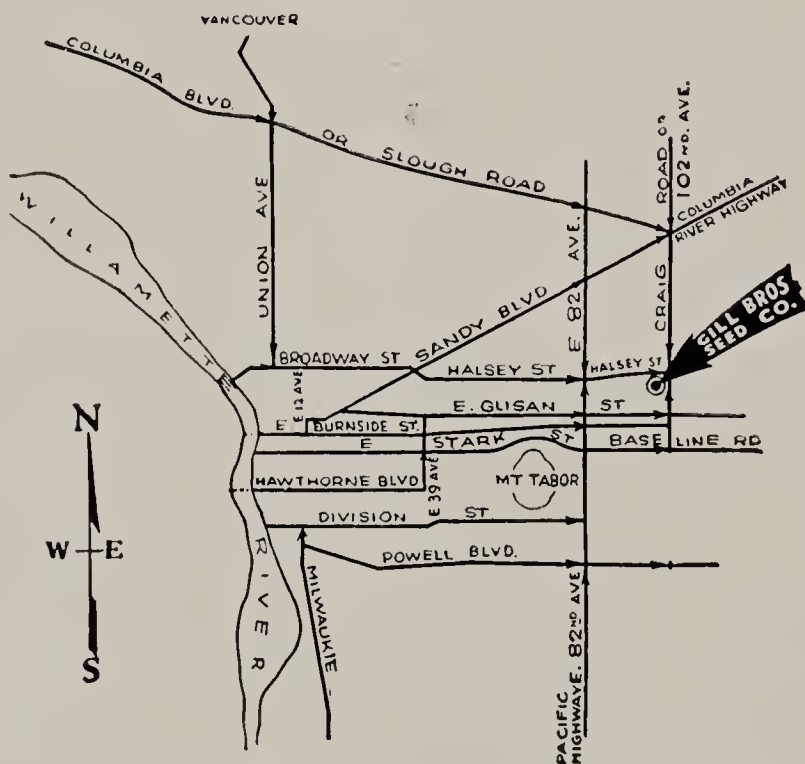 VANCOUVER
COLUMBIA BLVD.
OR SLOUGH ROAD
CRAIG ROAD OR
102ND. AVE.
COLUMBIA
RIVER HIGHWAY
WILLAMETTE
RIVER
UNION AVE
E 82 AVE.
SANDY BLVD
GILL BROS
SEED CO.
BROADWAY ST
HALSEY ST
HALSEY ST
E 12 AVE
E. GLISAN ST
E BURNSIDE ST.
E STARK ST
BASE LINE RD
HAWTHORNE BLVD
E 39 AVE
MT TABOR
DIVISION ST
POWELL BLVD.
MILWAUKIE
PACIFIC
HIGHWAY E. 82ND AVE.
N
W E
S